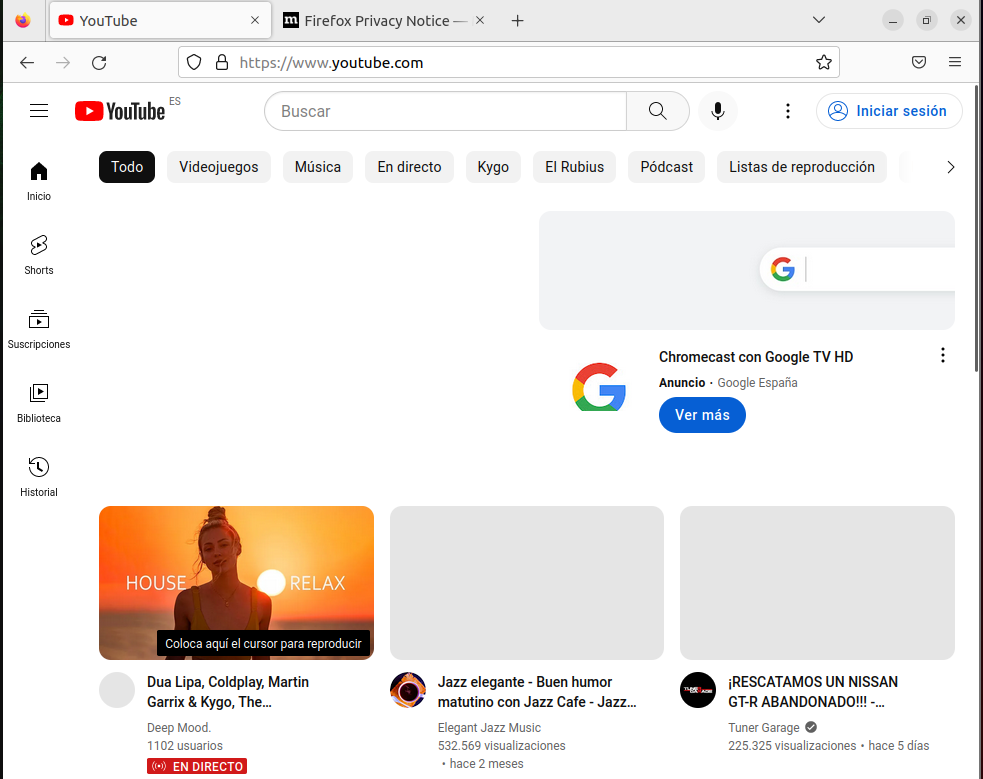 YouTube
Firefox Privacy Notice —
https://www.youtube.com
YouTube ES
Buscar
Iniciar sesión
Todo
Videojuegos
Música
En directo
Kygo
El Rubius
Pódcast
Listas de reproducción
Inicio
Shorts
Suscripciones
Biblioteca
Historial
Chromecast con Google TV HD
Anuncio · Google España
Ver más
HOUSE RELAX
Coloca aquí el cursor para reproducir
Dua Lipa, Coldplay, Martin
Garrix & Kygo, The…
Deep Mood.
1102 usuarios
EN DIRECTO
Jazz elegante - Buen humor
matutino con Jazz Cafe - Jazz…
Elegant Jazz Music
532.569 visualizaciones
• hace 2 meses
¡RESCATAMOS UN NISSAN
GT-R ABANDONADO!!! -…
Tuner Garage
225.325 visualizaciones • hace 5 días